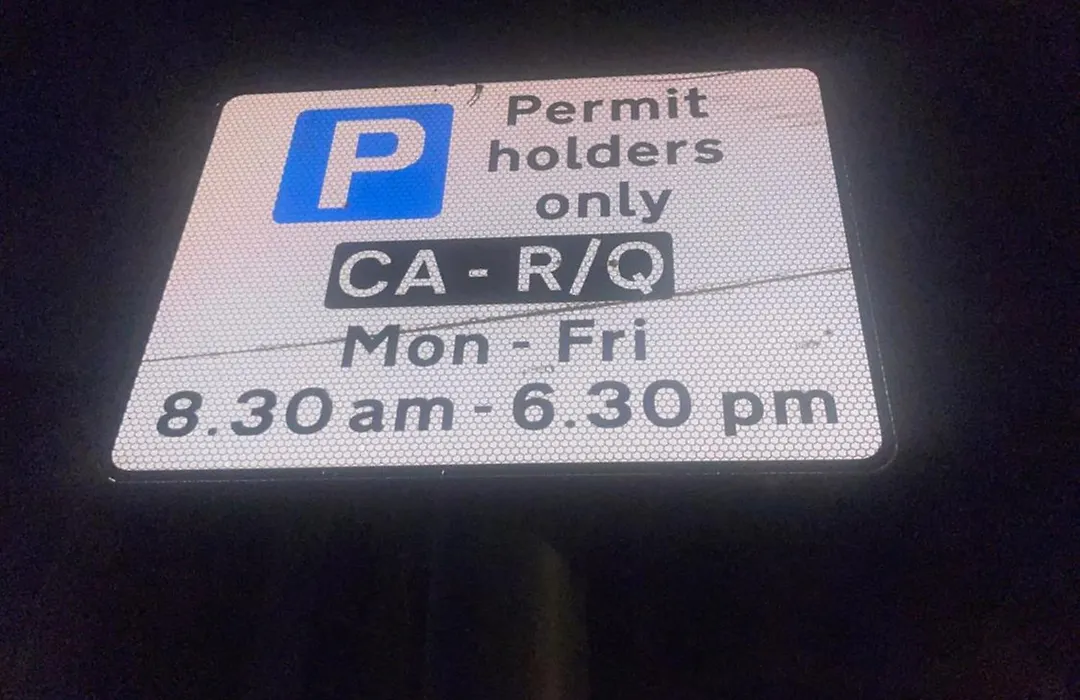 P Permit
holders
only
CA - R/Q
Mon - Fri
8.30 am - 6.30 pm